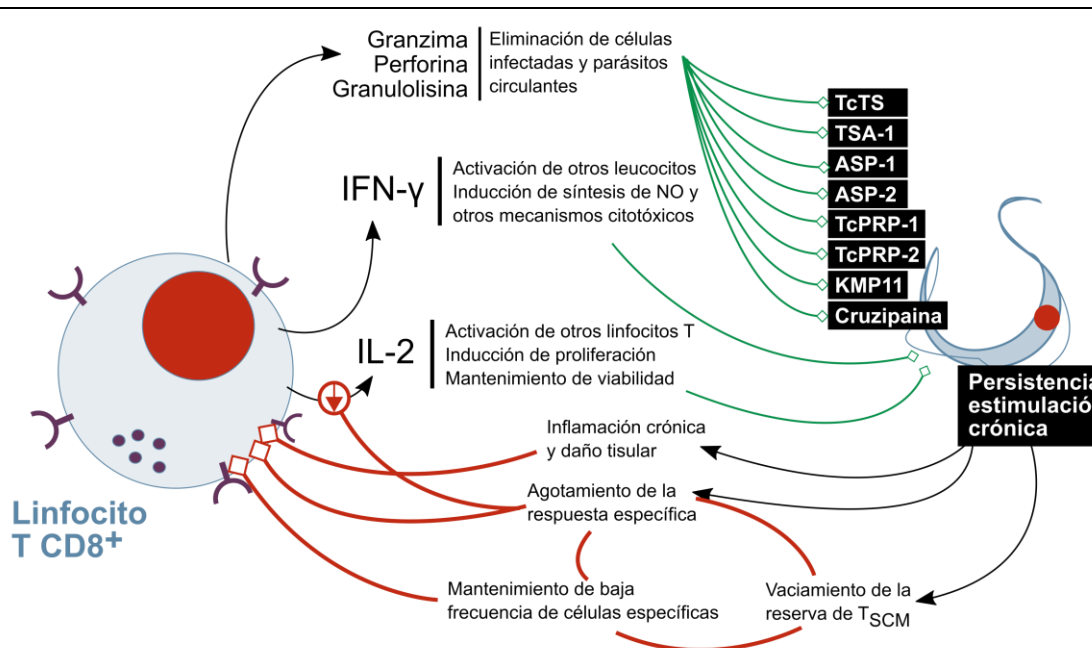 Granzima
Perforina
Granulolisina
Eliminación de células
infectadas y parásitos
circulantes
TcTS
TSA-1
ASP-1
ASP-2
TcPRP-1
TcPRP-2
KMP11
Cruzipaina
IFN-γ
Activación de otros leucocitos
Inducción de síntesis de NO y
otros mecanismos citotóxicos
IL-2
Activación de otros linfocitos T
Inducción de proliferación
Mantenimiento de viabilidad
Persistencia
estimulació
crónica
Inflamación crónica
y daño tisular
Agotamiento de la
respuesta específica
Linfocito
T CD8+
Mantenimiento de baja
frecuencia de células específicas
Vaciamiento de la
reserva de TSCM